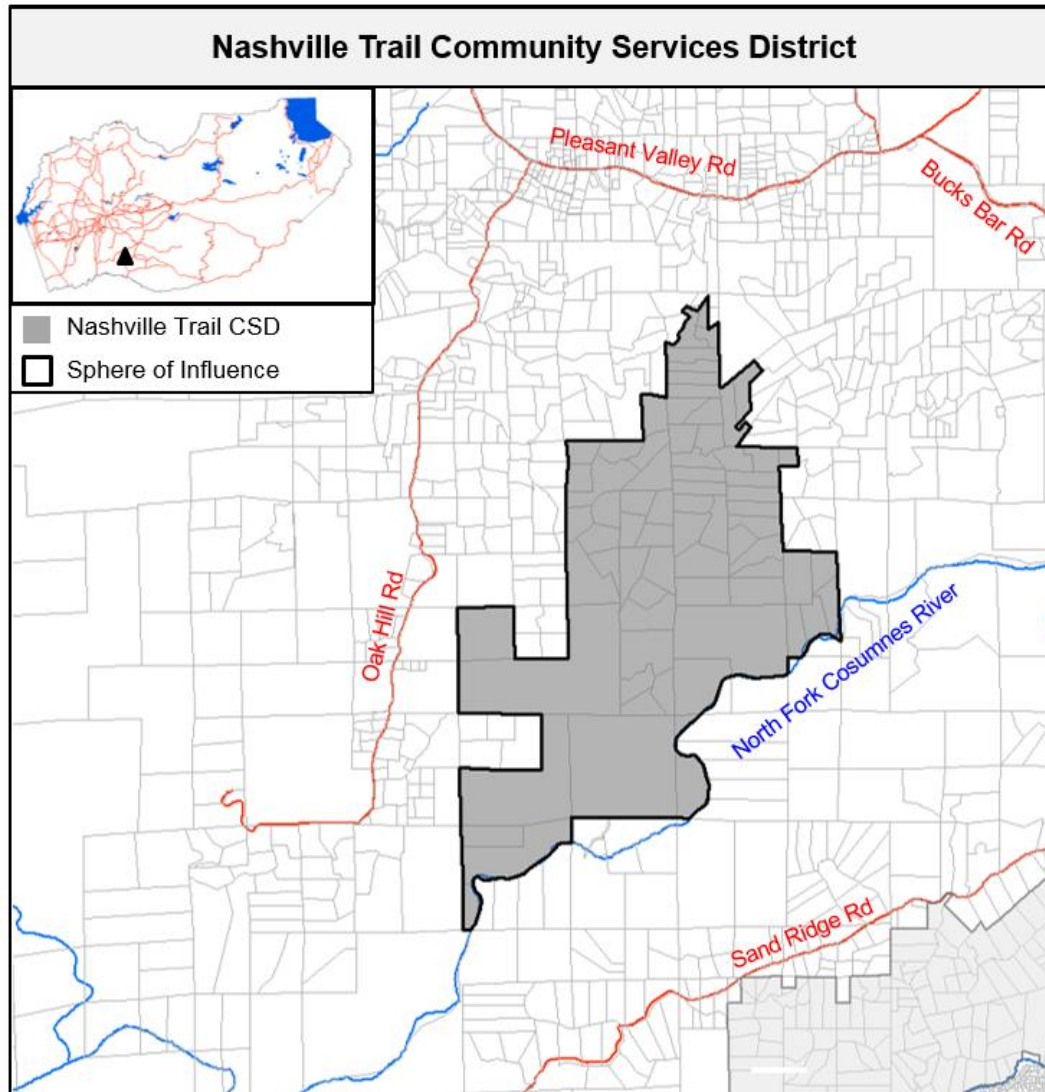 Nashville Trail Community Services District
Nashville Trail CSD
Sphere of Influence
Pleasant Valley Rd
Bucks Bar Rd
Oak Hill Rd
North Fork Cosumnes River
Sand Ridge Rd